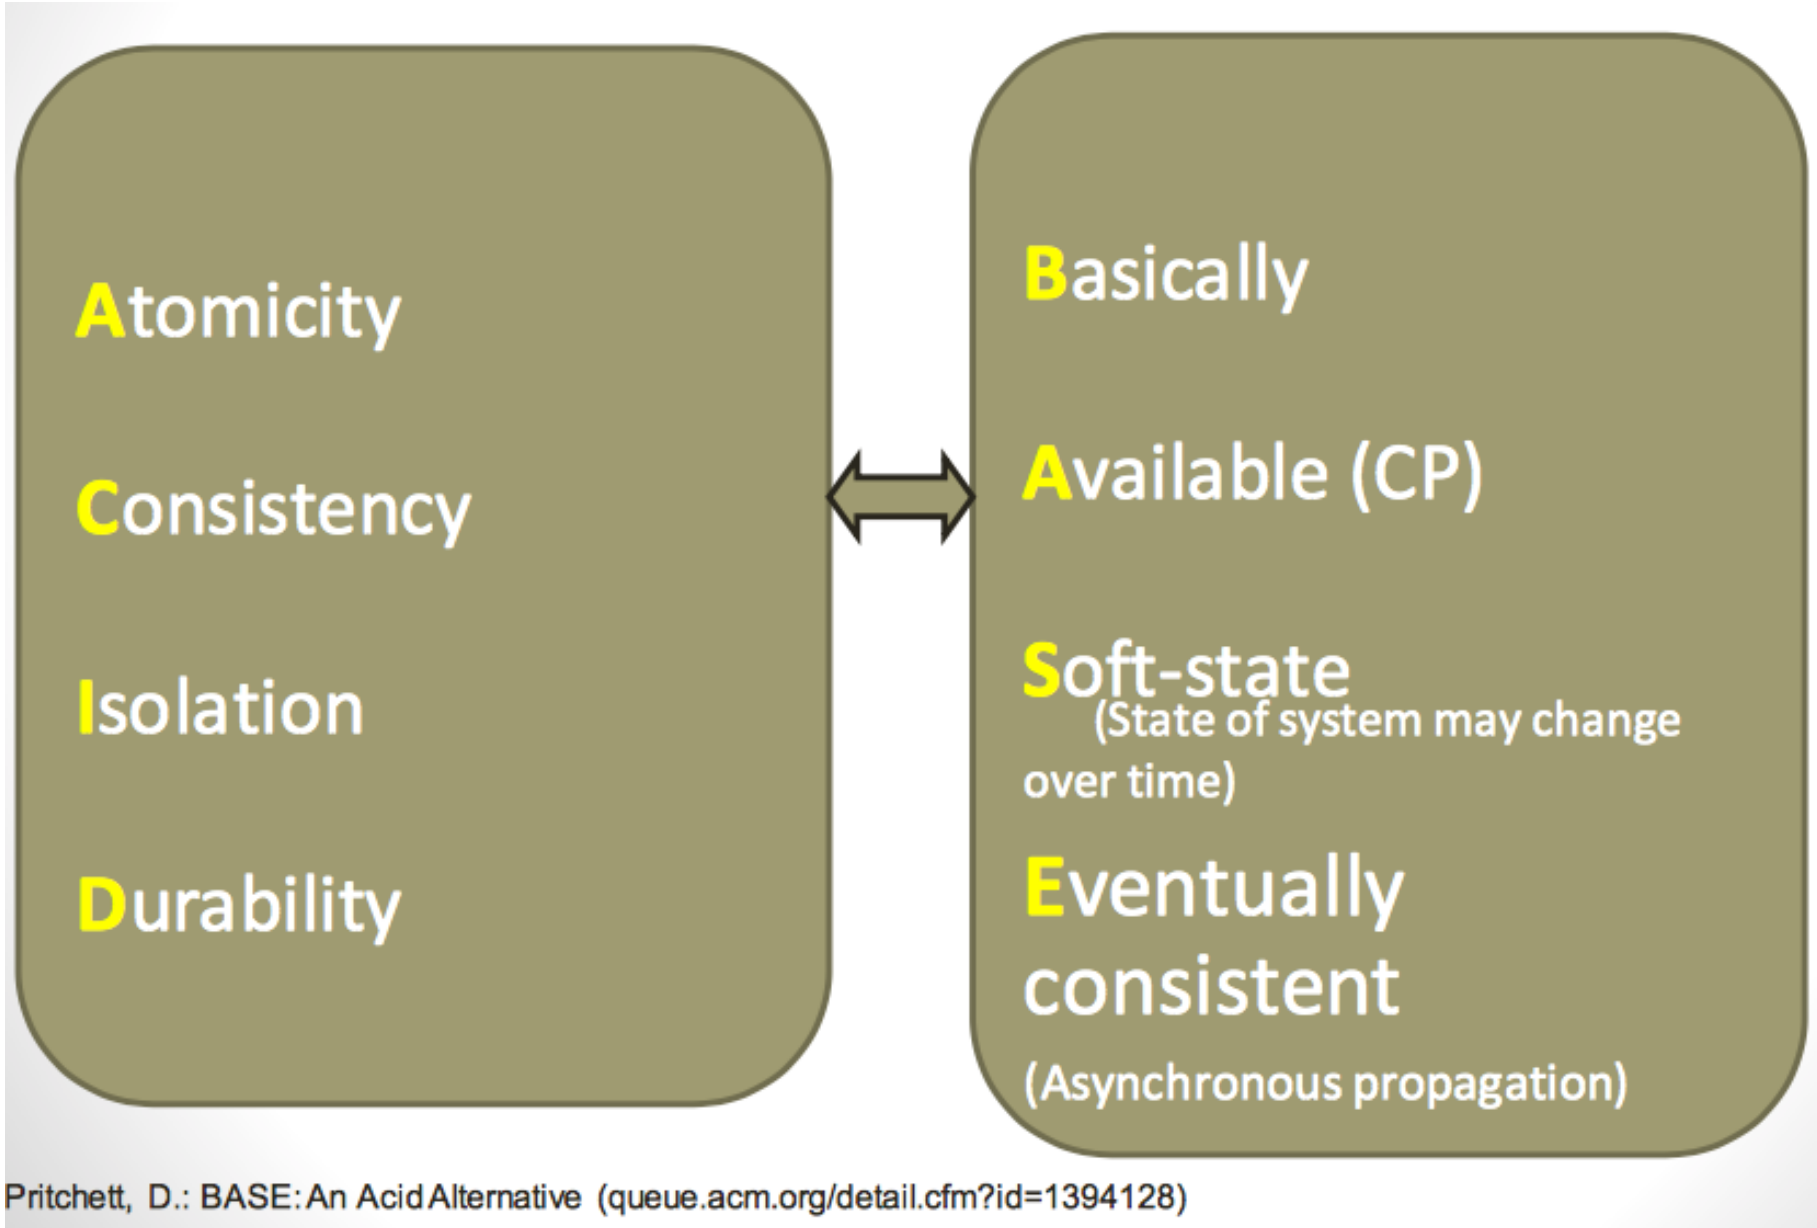 Atomicity
Consistency
Isolation
Durability
Basically
Available (CP)
Soft-state
(State of system may change
over time)
Eventually
consistent
(Asynchronous propagation)
Pritchett, D.: BASE: An Acid Alternative (queue.acm.org/detail.cfm?id=1394128)